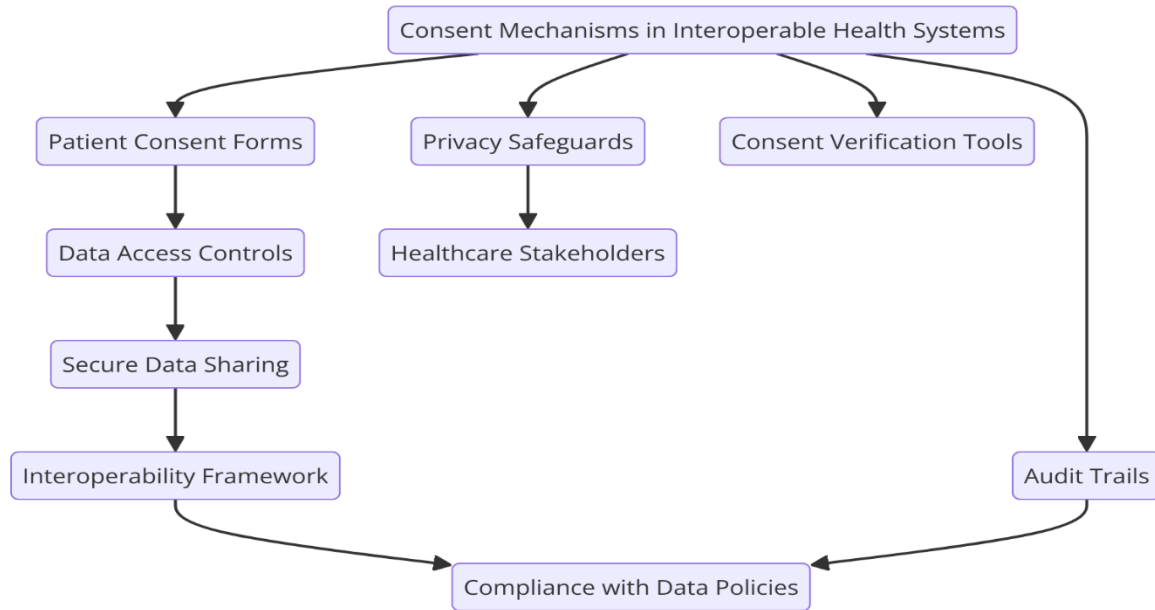 Consent Mechanisms in Interoperable Health Systems
Patient Consent Forms
Privacy Safeguards
Consent Verification Tools
Data Access Controls
Healthcare Stakeholders
Secure Data Sharing
Interoperability Framework
Audit Trails
Compliance with Data Policies